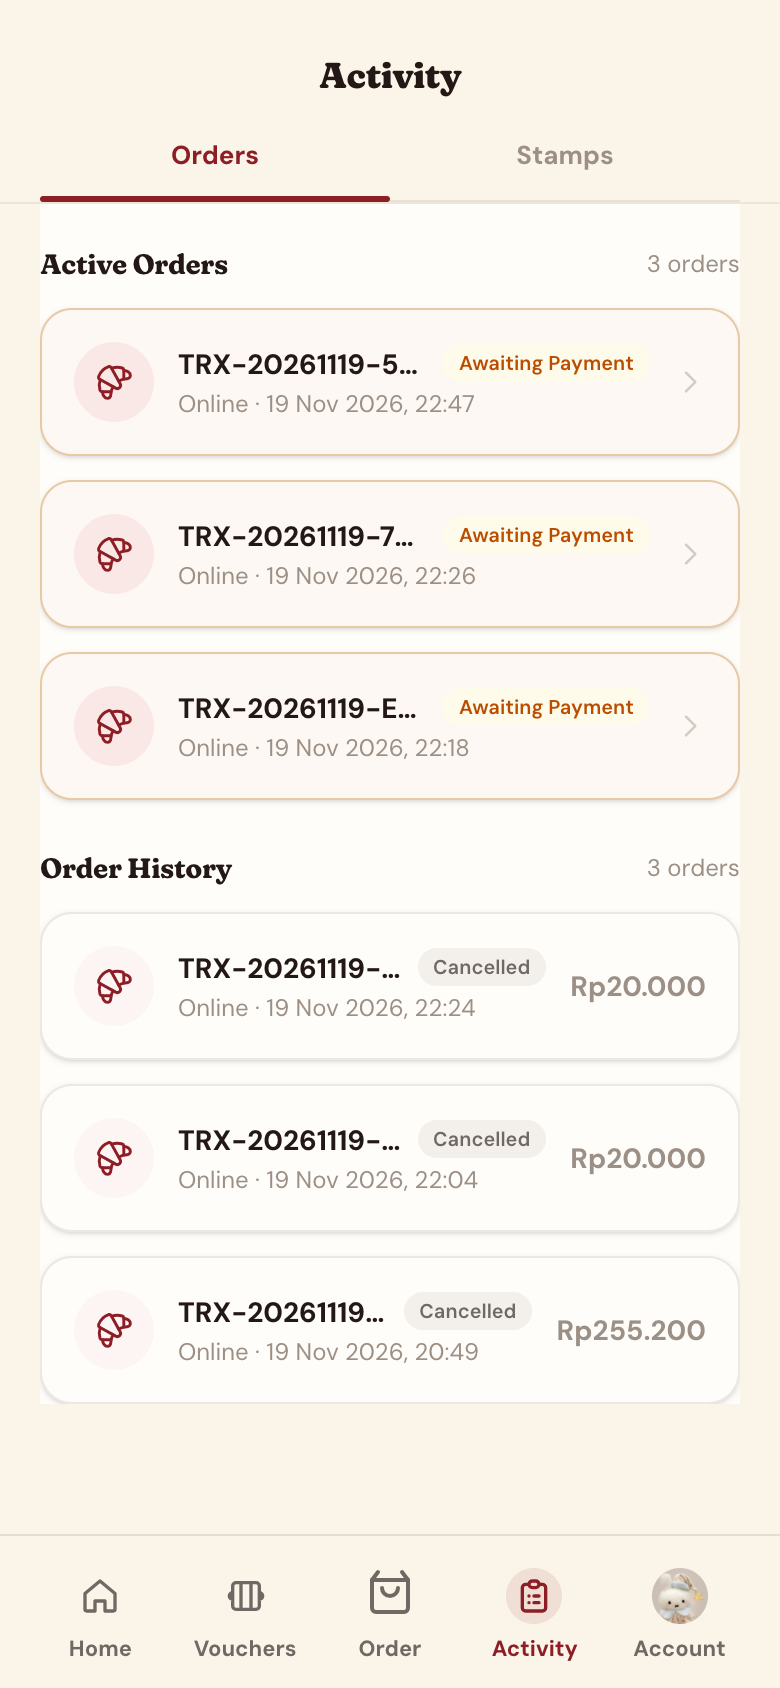 Activity
Orders
Stamps
Active Orders
3 orders
TRX-20261119-5...
Awaiting Payment
Online · 19 Nov 2026, 22:47
TRX-20261119-7...
Awaiting Payment
Online · 19 Nov 2026, 22:26
TRX-20261119-E...
Awaiting Payment
Online · 19 Nov 2026, 22:18
Order History
3 orders
TRX-20261119-...
Cancelled
Rp20.000
Online · 19 Nov 2026, 22:24
TRX-20261119-...
Cancelled
Rp20.000
Online · 19 Nov 2026, 22:04
TRX-20261119...
Cancelled
Rp255.200
Online · 19 Nov 2026, 20:49
Home
Vouchers
Order
Activity
Account